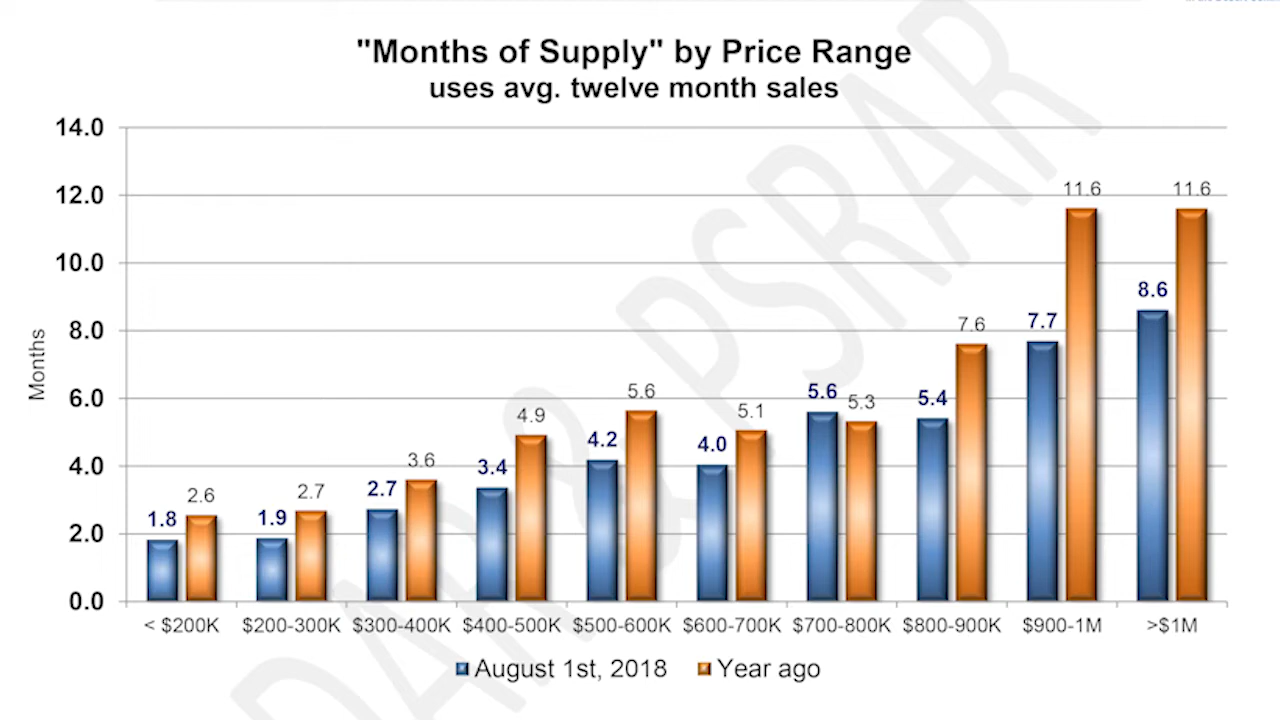 "Months of Supply" by Price Range
uses avg. twelve month sales
14.0
12.0
10.0
8.0
6.0
4.0
2.0
0.0
Months
1.8 2.6 1.9 2.7 2.7 3.6 3.4 4.9 4.2 5.6 4.0 5.1 5.6 5.3 5.4 7.6 7.7 11.6 8.6 11.6
< $200K $200-300K $300-400K $400-500K $500-600K $600-700K $700-800K $800-900K $900-1M >$1M
August 1st, 2018 Year ago
DAR & PSRAR